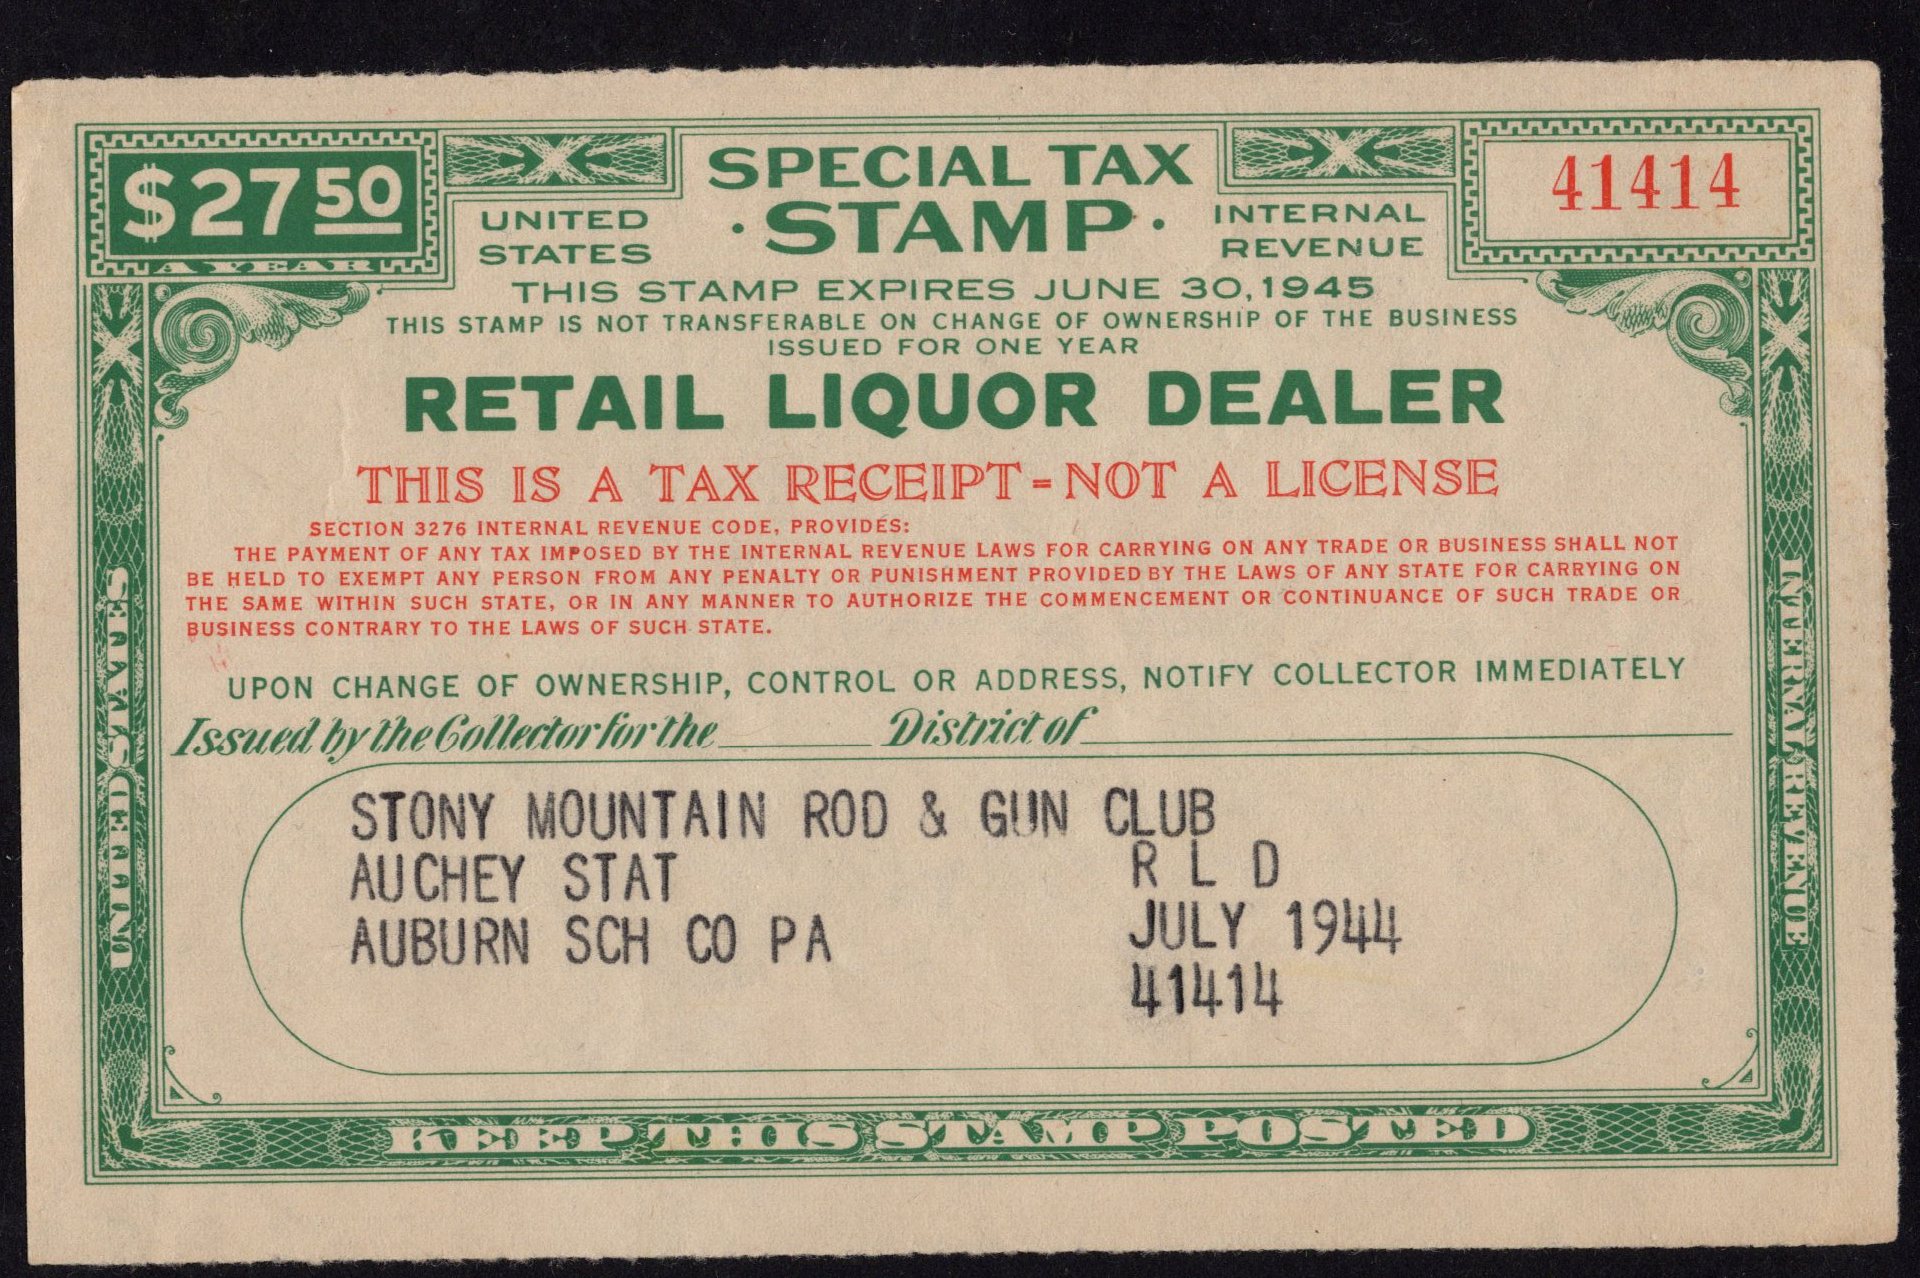 $27 50
A YEAR
UNITED
STATES
SPECIAL TAX
· STAMP ·
INTERNAL
REVENUE
41414
THIS STAMP EXPIRES JUNE 30, 1945
THIS STAMP IS NOT TRANSFERABLE ON CHANGE OF OWNERSHIP OF THE BUSINESS
ISSUED FOR ONE YEAR
RETAIL LIQUOR DEALER
THIS IS A TAX RECEIPT-NOT A LICENSE
SECTION 3276 INTERNAL REVENUE CODE, PROVIDES:
THE PAYMENT OF ANY TAX IMPOSED BY THE INTERNAL REVENUE LAWS FOR CARRYING ON ANY TRADE OR BUSINESS SHALL NOT
BE HELD TO EXEMPT ANY PERSON FROM ANY PENALTY OR PUNISHMENT PROVIDED BY THE LAWS OF ANY STATE FOR CARRYING ON
THE SAME WITHIN SUCH STATE, OR IN ANY MANNER TO AUTHORIZE THE COMMENCEMENT OR CONTINUANCE OF SUCH TRADE OR
BUSINESS CONTRARY TO THE LAWS OF SUCH STATE.
UPON CHANGE OF OWNERSHIP, CONTROL OR ADDRESS, NOTIFY COLLECTOR IMMEDIATELY
Issued by the Collector for the ______ District of ______
STONY MOUNTAIN ROD & GUN CLUB
AUCHEY STAT R L D
AUBURN SCH CO PA JULY 1944
41414
UNITED STATES
INTERNAL REVENUE
KEEP THIS STAMP POSTED